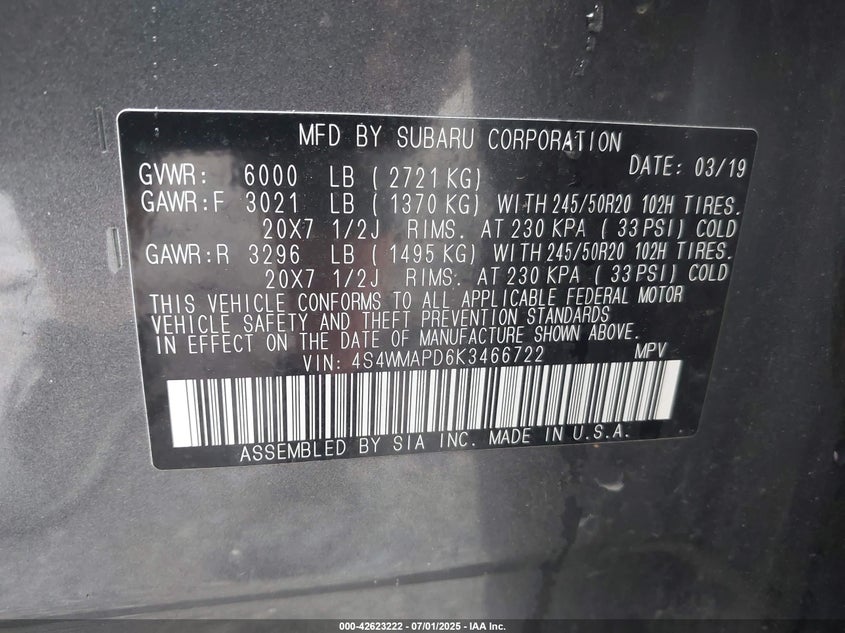 MFD BY SUBARU CORPORATION
DATE: 03/19
GVWR: 6000 LB ( 2721 KG)
GAWR:F 3021 LB ( 1370 KG) WITH 245/50R20 102H TIRES.
20X7 1/2J RIMS. AT 230 KPA ( 33 PSI) COLD
GAWR:R 3296 LB ( 1495 KG) WITH 245/50R20 102H TIRES.
20X7 1/2J RIMS. AT 230 KPA ( 33 PSI) COLD
THIS VEHICLE CONFORMS TO ALL APPLICABLE FEDERAL MOTOR
VEHICLE SAFETY AND THEFT PREVENTION STANDARDS
IN EFFECT ON THE DATE OF MANUFACTURE SHOWN ABOVE.
VIN: 4S4WMAPD6K3466722 MPV
ASSEMBLED BY SIA INC. MADE IN U.S.A.
000-42623222 - 07/01/2025 - IAA Inc.